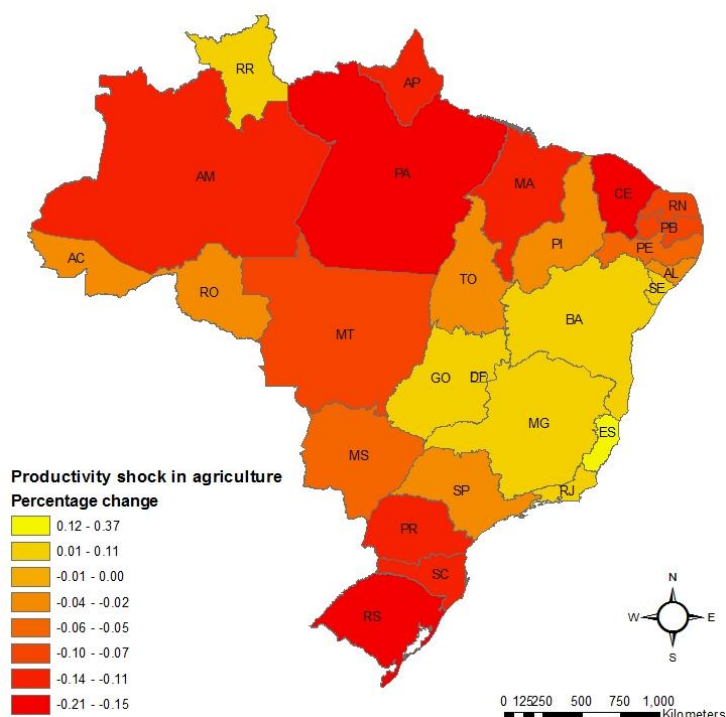 RR
AP
AM
PA
MA
CE
RN
PB
PE
PI
AL
SE
AC
TO
RO
BA
MT
GO
DF
MG
ES
MS
SP
RJ
PR
SC
RS
Productivity shock in agriculture
Percentage change
0.12 - 0.37
0.01 - 0.11
-0.01 - 0.00
-0.04 - -0.02
-0.06 - -0.05
-0.10 - -0.07
-0.14 - -0.11
-0.21 - -0.15
N
W E
S
0 125250 500 750 1,000
Kilometers